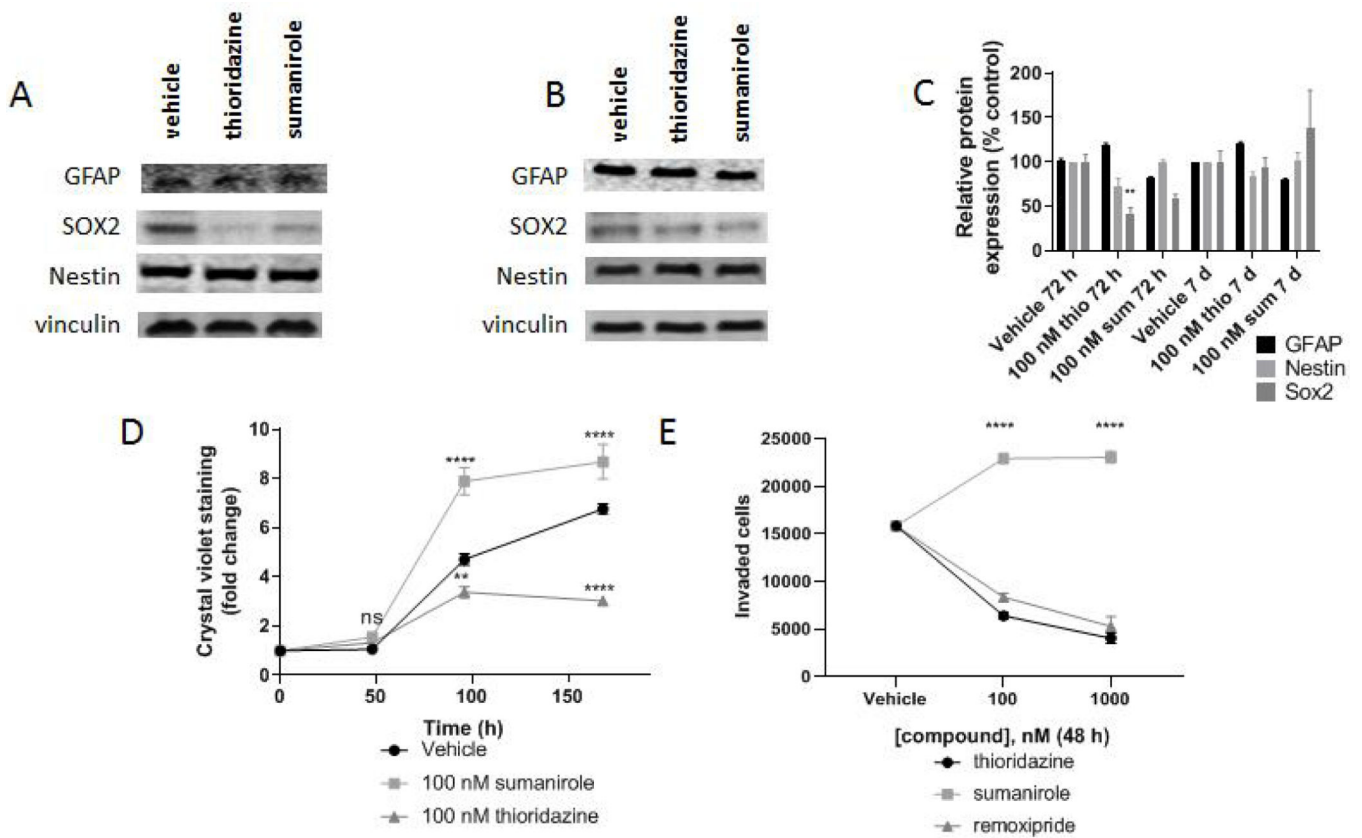 A
vehicle
thioridazine
sumanirole
GFAP
SOX2
Nestin
vinculin
B
vehicle
thioridazine
sumanirole
GFAP
SOX2
Nestin
vinculin
C
Relative protein
expression (% control)
200
150
100
50
0
**
Vehicle 72 h
100 nM thio 72 h
100 nM sum 72 h
Vehicle 7 d
100 nM thio 7 d
100 nM sum 7 d
GFAP
Nestin
Sox2
D
Crystal violet staining
(fold change)
10
8
6
4
2
0
ns
****
**
****
****
0
50
100
150
Time (h)
Vehicle
100 nM sumanirole
100 nM thioridazine
E
Invaded cells
25000
20000
15000
10000
5000
0
****
****
Vehicle
100
1000
[compound], nM (48 h)
thioridazine
sumanirole
remoxipride